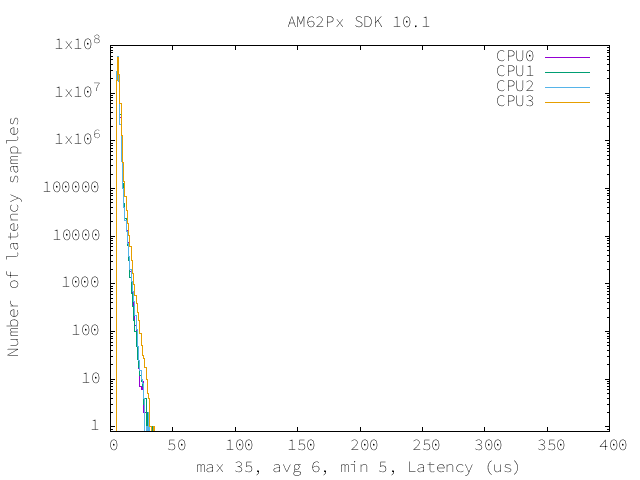 AM62Px SDK 10.1
CPU0
CPU1
CPU2
CPU3
Number of latency samples
1x10^8
1x10^7
1x10^6
100000
10000
1000
100
10
1
0 50 100 150 200 250 300 350 400
max 35, avg 6, min 5, Latency (us)